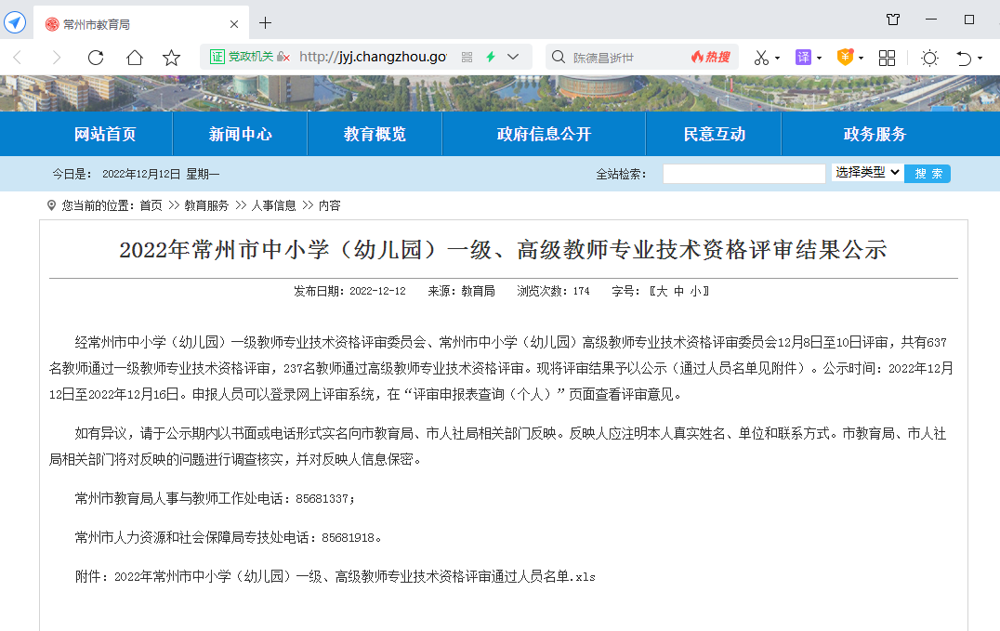 常州市教育局
证 党政机关 http://jyj.changzhou.go
陈德昌逝世 热搜
译
网站首页 新闻中心 教育概览 政府信息公开 民意互动 政务服务
今日是: 2022年12月12日 星期一 全站检索: 选择类型 搜 索
您当前的位置:首页 >> 教育服务 >> 人事信息 >> 内容
2022年常州市中小学(幼儿园)一级、高级教师专业技术资格评审结果公示
发布日期:2022-12-12 来源:教育局 浏览次数:174 字号:〖大 中 小〗
经常州市中小学(幼儿园)一级教师专业技术资格评审委员会、常州市中小学(幼儿园)高级教师专业技术资格评审委员会12月8日至10日评审,共有637
名教师通过一级教师专业技术资格评审,237名教师通过高级教师专业技术资格评审。现将评审结果予以公示(通过人员名单见附件)。公示时间:2022年12月
12日至2022年12月16日。申报人员可以登录网上评审系统,在“评审申报表查询(个人)”页面查看评审意见。
如有异议,请于公示期内以书面或电话形式实名向市教育局、市人社局相关部门反映。反映人应注明本人真实姓名、单位和联系方式。市教育局、市人社
局相关部门将对反映的问题进行调查核实,并对反映人信息保密。
常州市教育局人事与教师工作处电话:85681337;
常州市人力资源和社会保障局专技处电话:85681918。
附件:2022年常州市中小学(幼儿园)一级、高级教师专业技术资格评审通过人员名单.xls